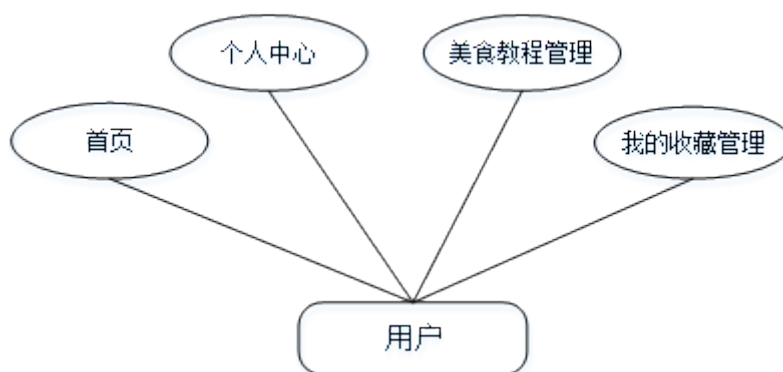 个人中心
美食教程管理
首页
我的收藏管理
用户